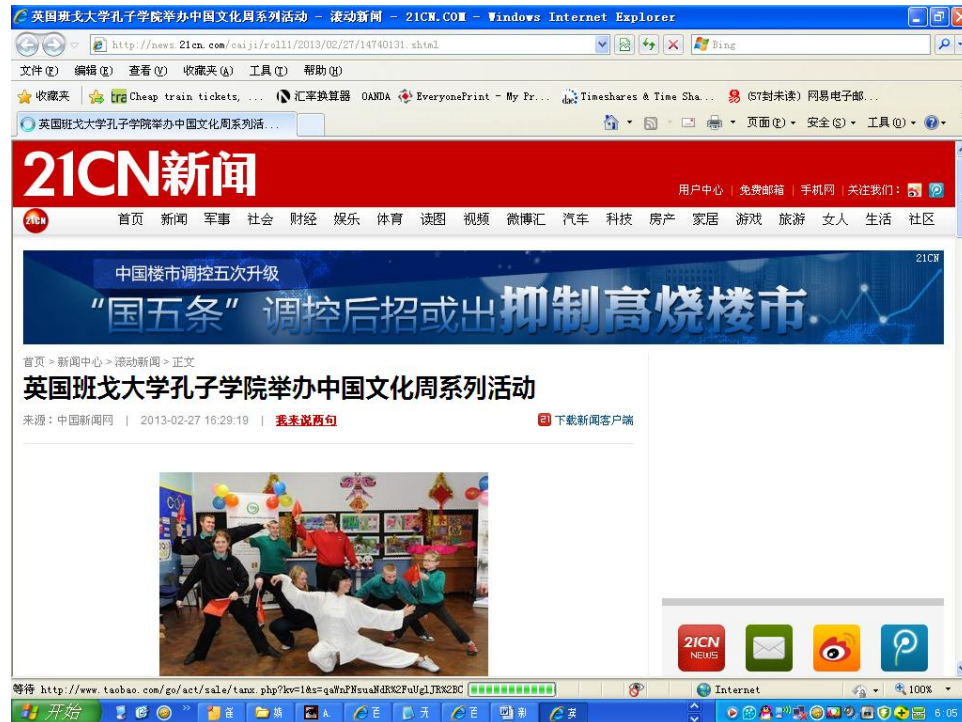 英国班戈大学孔子学院举办中国文化周系列活动 - 滚动新闻 - 21CN.COM - Windows Internet Explorer
http://news.21cn.com/caiji/roll1/2013/02/27/14740131.shtml
Bing
文件(F) 编辑(E) 查看(V) 收藏夹(A) 工具(T) 帮助(H)
收藏夹 tra Cheap train tickets, ... 汇率换算器 OANDA EveryonePrint - My Pr... Timeshares & Time Sha... (57封未读) 网易电子邮...
英国班戈大学孔子学院举办中国文化周系列活... 页面(P) 安全(S) 工具(O)
21CN新闻
用户中心 | 免费邮箱 | 手机网 | 关注我们:
21CN 首页 新闻 军事 社会 财经 娱乐 体育 读图 视频 微博汇 汽车 科技 房产 家居 游戏 旅游 女人 生活 社区
21CN
中国楼市调控五次升级
“国五条”调控后招或出抑制高烧楼市
首页 > 新闻中心 > 滚动新闻 > 正文
英国班戈大学孔子学院举办中国文化周系列活动
来源:中国新闻网 | 2013-02-27 16:29:19 | 我来说两句 21 下载新闻客户端
21CN NEWS
等待 http://www.taobao.com/go/act/sale/tanx.php?kv=1&s=qaWnPNsuaNdR%2FuUglJR%2BC Internet 100%
开始 6:05